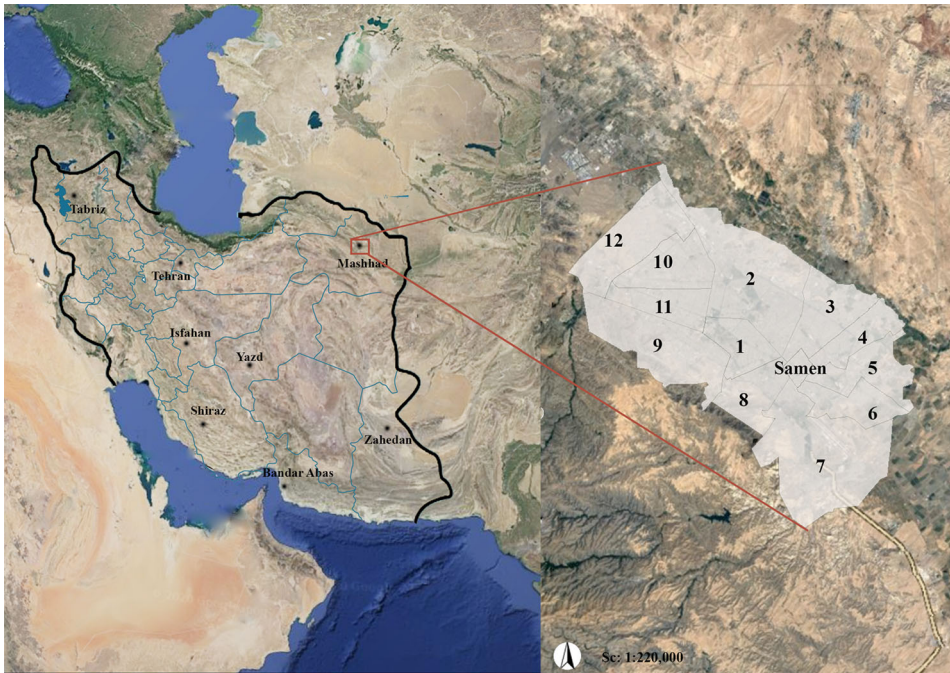 Tabriz
Tehran
Mashhad
Isfahan
Yazd
Shiraz
Zahedan
Bandar Abas
12
10
2
11
3
9
1
4
Samen
5
8
6
7
Sc: 1:220,000